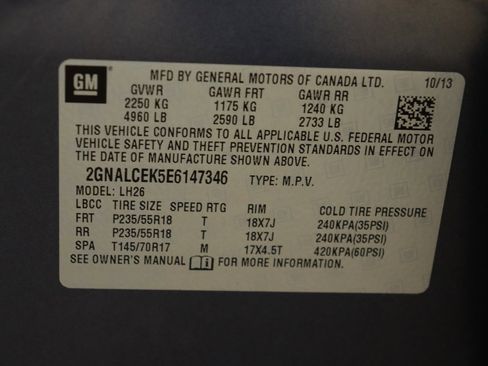 GM
MFD BY GENERAL MOTORS OF CANADA LTD. 10/13
GVWR GAWR FRT GAWR RR
2250 KG 1175 KG 1240 KG
4960 LB 2590 LB 2733 LB
THIS VEHICLE CONFORMS TO ALL APPLICABLE U.S. FEDERAL MOTOR
VEHICLE SAFETY AND THEFT PREVENTION STANDARDS IN EFFECT ON
THE DATE OF MANUFACTURE SHOWN ABOVE.
2GNALCEK5E6147346 TYPE: M.P.V.
MODEL: LH26
LBCC TIRE SIZE SPEED RTG RIM COLD TIRE PRESSURE
FRT P235/55R18 T 18X7J 240KPA(35PSI)
RR P235/55R18 T 18X7J 240KPA(35PSI)
SPA T145/70R17 M 17X4.5T 420KPA(60PSI)
SEE OWNER'S MANUAL FOR MORE INFORMATION.